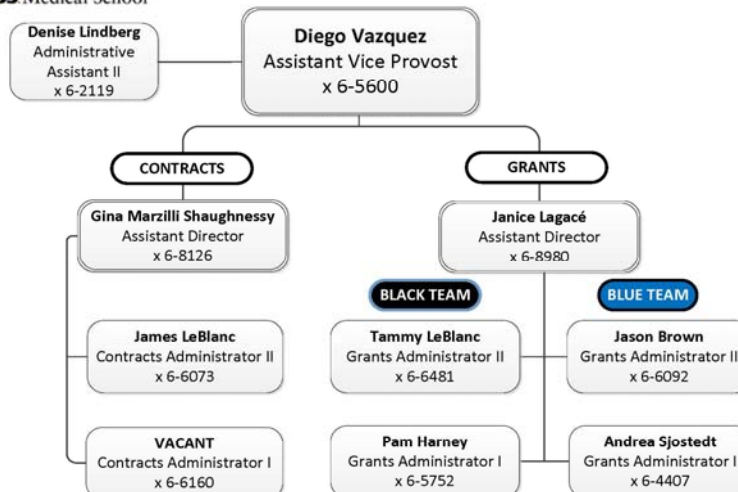 Medical School
Denise Lindberg
Administrative
Assistant II
x 6-2119
Diego Vazquez
Assistant Vice Provost
x 6-5600
CONTRACTS
GRANTS
Gina Marzilli Shaughnessy
Assistant Director
x 6-8126
Janice Lagacé
Assistant Director
x 6-8980
BLACK TEAM
BLUE TEAM
James LeBlanc
Contracts Administrator II
x 6-6073
Tammy LeBlanc
Grants Administrator II
x 6-6481
Jason Brown
Grants Administrator II
x 6-6092
VACANT
Contracts Administrator I
x 6-6160
Pam Harney
Grants Administrator I
x 6-5752
Andrea Sjostedt
Grants Administrator I
x 6-4407